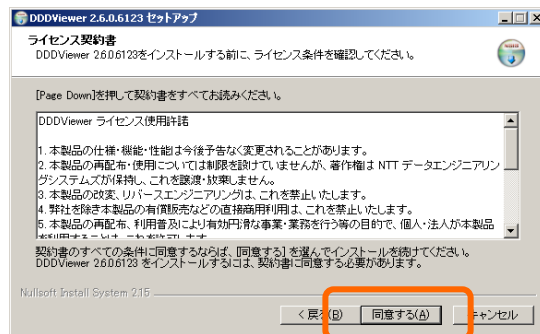 DDDViewer 2.6.0.6123 セットアップ
ライセンス契約書
DDDViewer 2.6.0.6123をインストールする前に、ライセンス条件を確認してください。
[Page Down]を押して契約書をすべてお読みください。
DDDViewer ライセンス使用許諾
1. 本製品の仕様・機能・性能は今後予告なく変更されることがあります。
2. 本製品の再配布・使用については制限を設けていませんが、著作権は NTT データエンジニアリン
グシステムズが保持し、これを譲渡・放棄しません。
3. 本製品の改変、リバースエンジニアリングは、これを禁止いたします。
4. 弊社を除き本製品の有償販売などの直接商用利用は、これを禁止いたします。
5. 本製品の再配布、利用普及により有効円滑な事業・業務を行う等の目的で、個人・法人が本製品
契約書のすべての条件に同意するならば、[同意する] を選んでインストールを続けてください。
DDDViewer 2.6.0.6123 をインストールするには、契約書に同意する必要があります。
Nullsoft Install System 2.15
< 戻る(B) 同意する(A) キャンセル